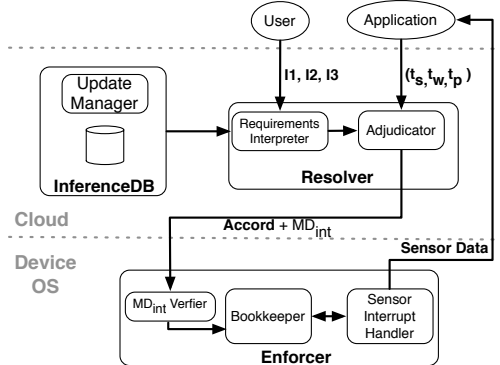 User
Application
I1, I2, I3
(ts,tw,tp )
Update
Manager
InferenceDB
Requirements
Interpreter
Adjudicator
Resolver
Cloud
Accord + MDint
Sensor Data
Device
OS
MDint Verfier
Bookkeeper
Sensor
Interrupt
Handler
Enforcer